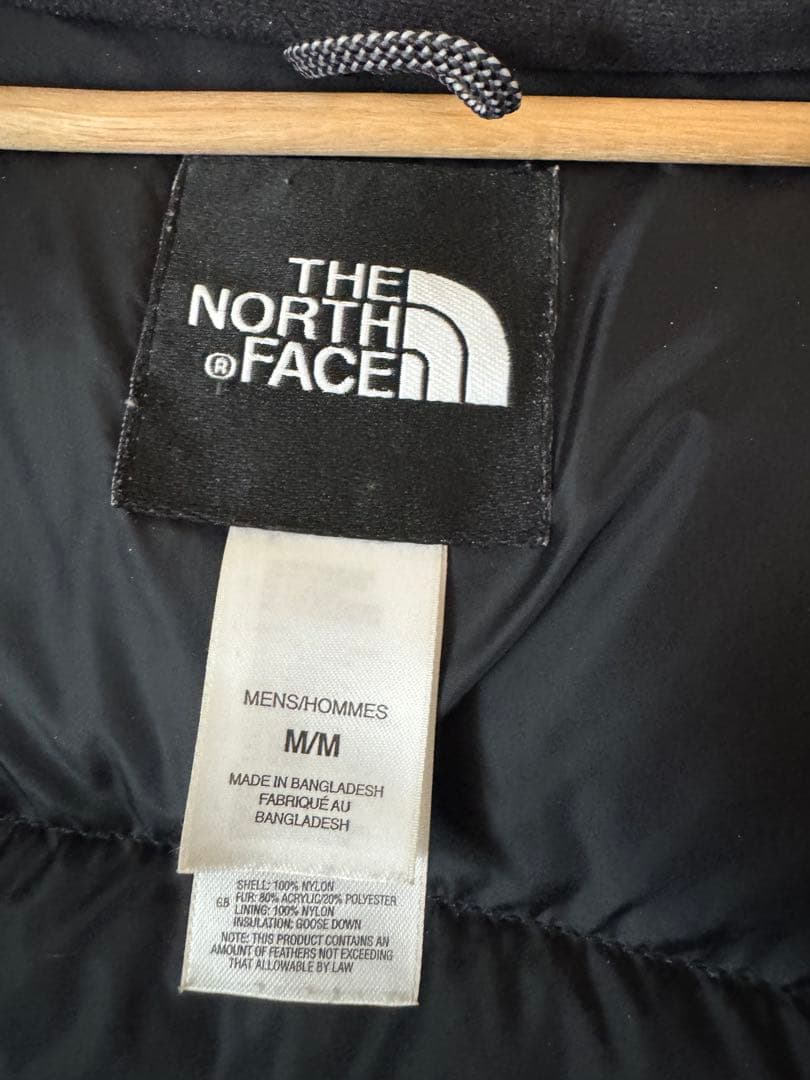 THE
NORTH
® FACE
MENS/HOMMES
M/M
MADE IN BANGLADESH
FABRIQUÉ AU
BANGLADESH
SHELL: 100% NYLON
GB FUR: 80% ACRYLIC/20% POLYESTER
LINING: 100% NYLON
INSULATION: GOOSE DOWN
NOTE: THIS PRODUCT CONTAINS AN
AMOUNT OF FEATHERS NOT EXCEEDING
THAT ALLOWABLE BY LAW